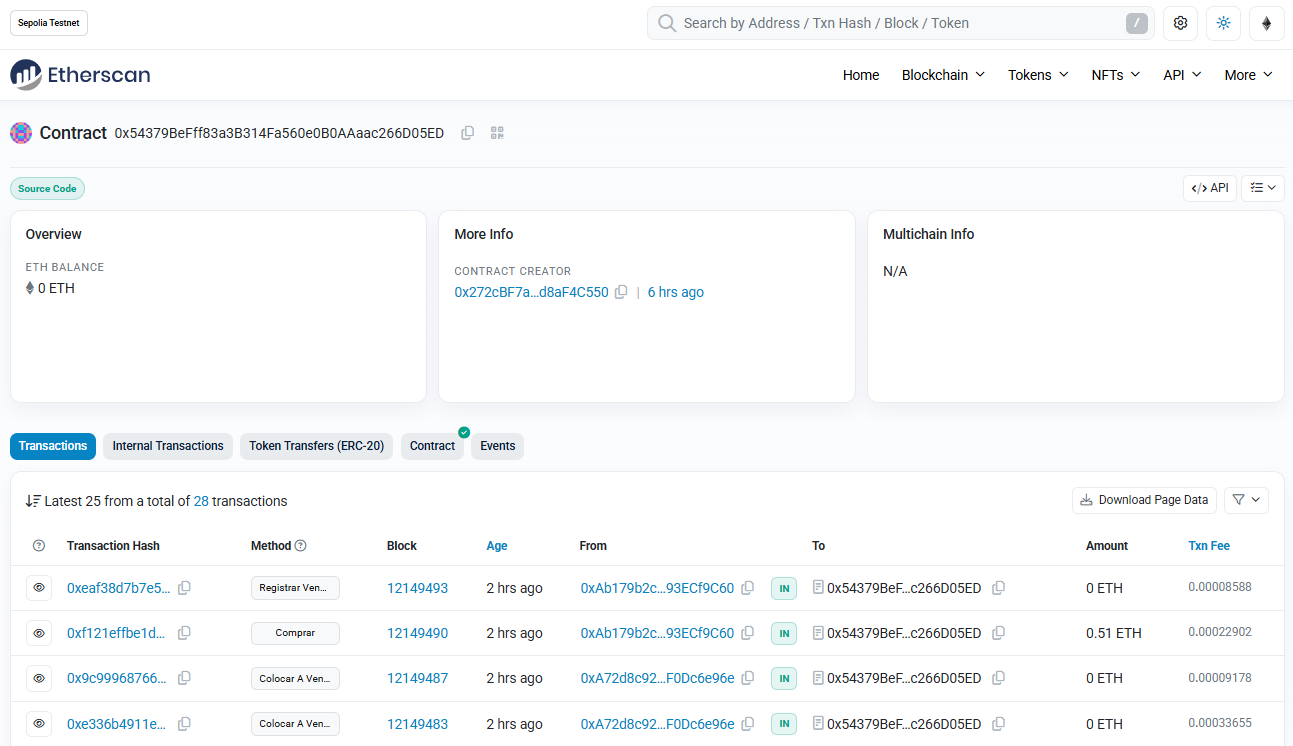 Sepolia Testnet
Search by Address / Txn Hash / Block / Token /
Etherscan
Home Blockchain Tokens NFTs API More
Contract 0x54379BeFff83a3B314Fa560e0B0AAaac266D05ED
Source Code
</> API
Overview
ETH BALANCE
0 ETH
More Info
CONTRACT CREATOR
0x272cBF7a...d8aF4C550 | 6 hrs ago
Multichain Info
N/A
Transactions Internal Transactions Token Transfers (ERC-20) Contract Events
Latest 25 from a total of 28 transactions
Download Page Data
? Transaction Hash Method ? Block Age From To Amount Txn Fee
0xeaf38d7b7e5... Registrar Ven... 12149493 2 hrs ago 0xAb179b2c...93ECf9C60 IN 0x54379BeF...c266D05ED 0 ETH 0.00008588
0xf121effbe1d... Comprar 12149490 2 hrs ago 0xAb179b2c...93ECf9C60 IN 0x54379BeF...c266D05ED 0.51 ETH 0.00022902
0x9c99968766... Colocar A Ven... 12149487 2 hrs ago 0xA72d8c92...F0Dc6e96e IN 0x54379BeF...c266D05ED 0 ETH 0.00009178
0xe336b4911e... Colocar A Ven... 12149483 2 hrs ago 0xA72d8c92...F0Dc6e96e IN 0x54379BeF...c266D05ED 0 ETH 0.00033655